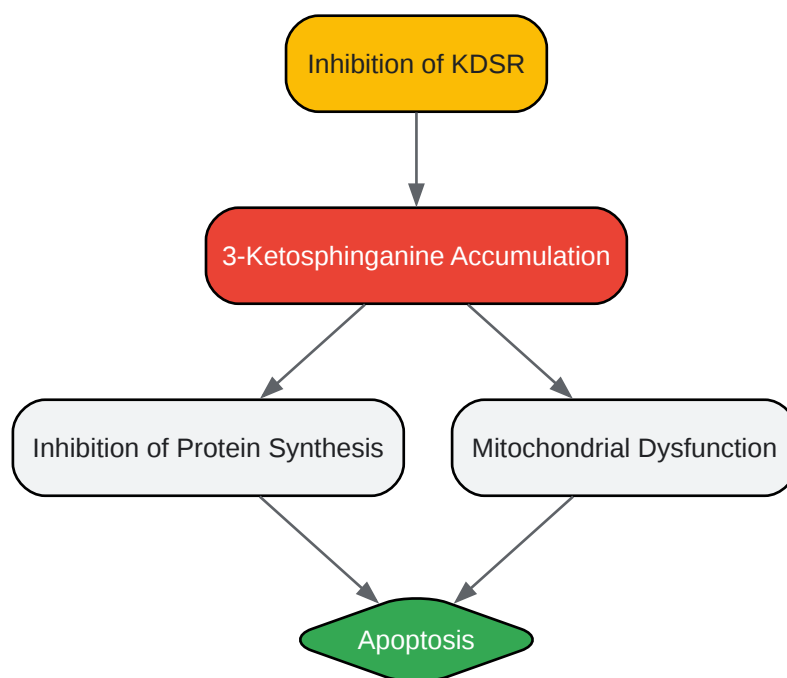 Inhibition of KDSR
3-Ketosphinganine Accumulation
Inhibition of Protein Synthesis
Mitochondrial Dysfunction
Apoptosis